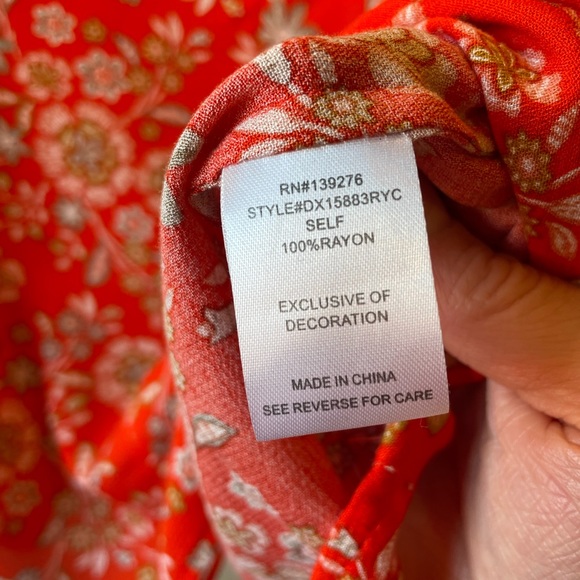 RN#139276
STYLE#DX15883RYC
SELF
100%RAYON
EXCLUSIVE OF
DECORATION
MADE IN CHINA
SEE REVERSE FOR CARE